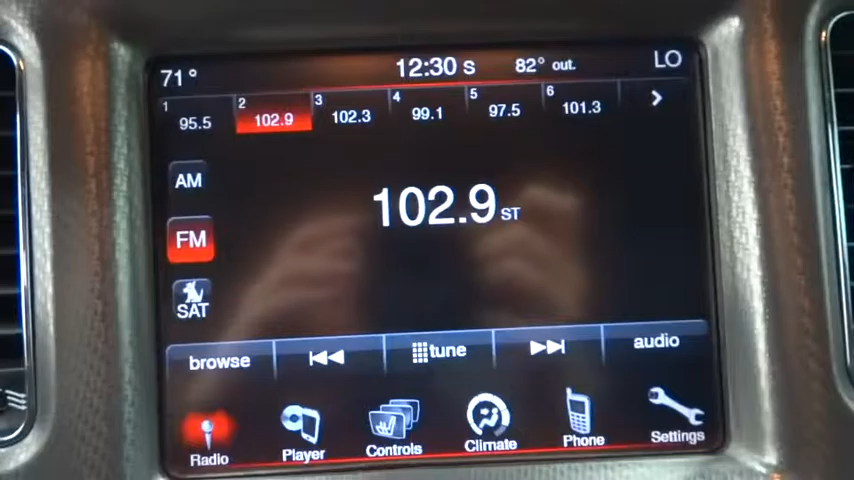 71° 12:30 S 82° out. LO
1 95.5 2 102.9 3 102.3 4 99.1 5 97.5 6 101.3
AM
102.9 ST
FM
SAT
browse tune audio
Radio Player Controls Climate Phone Settings